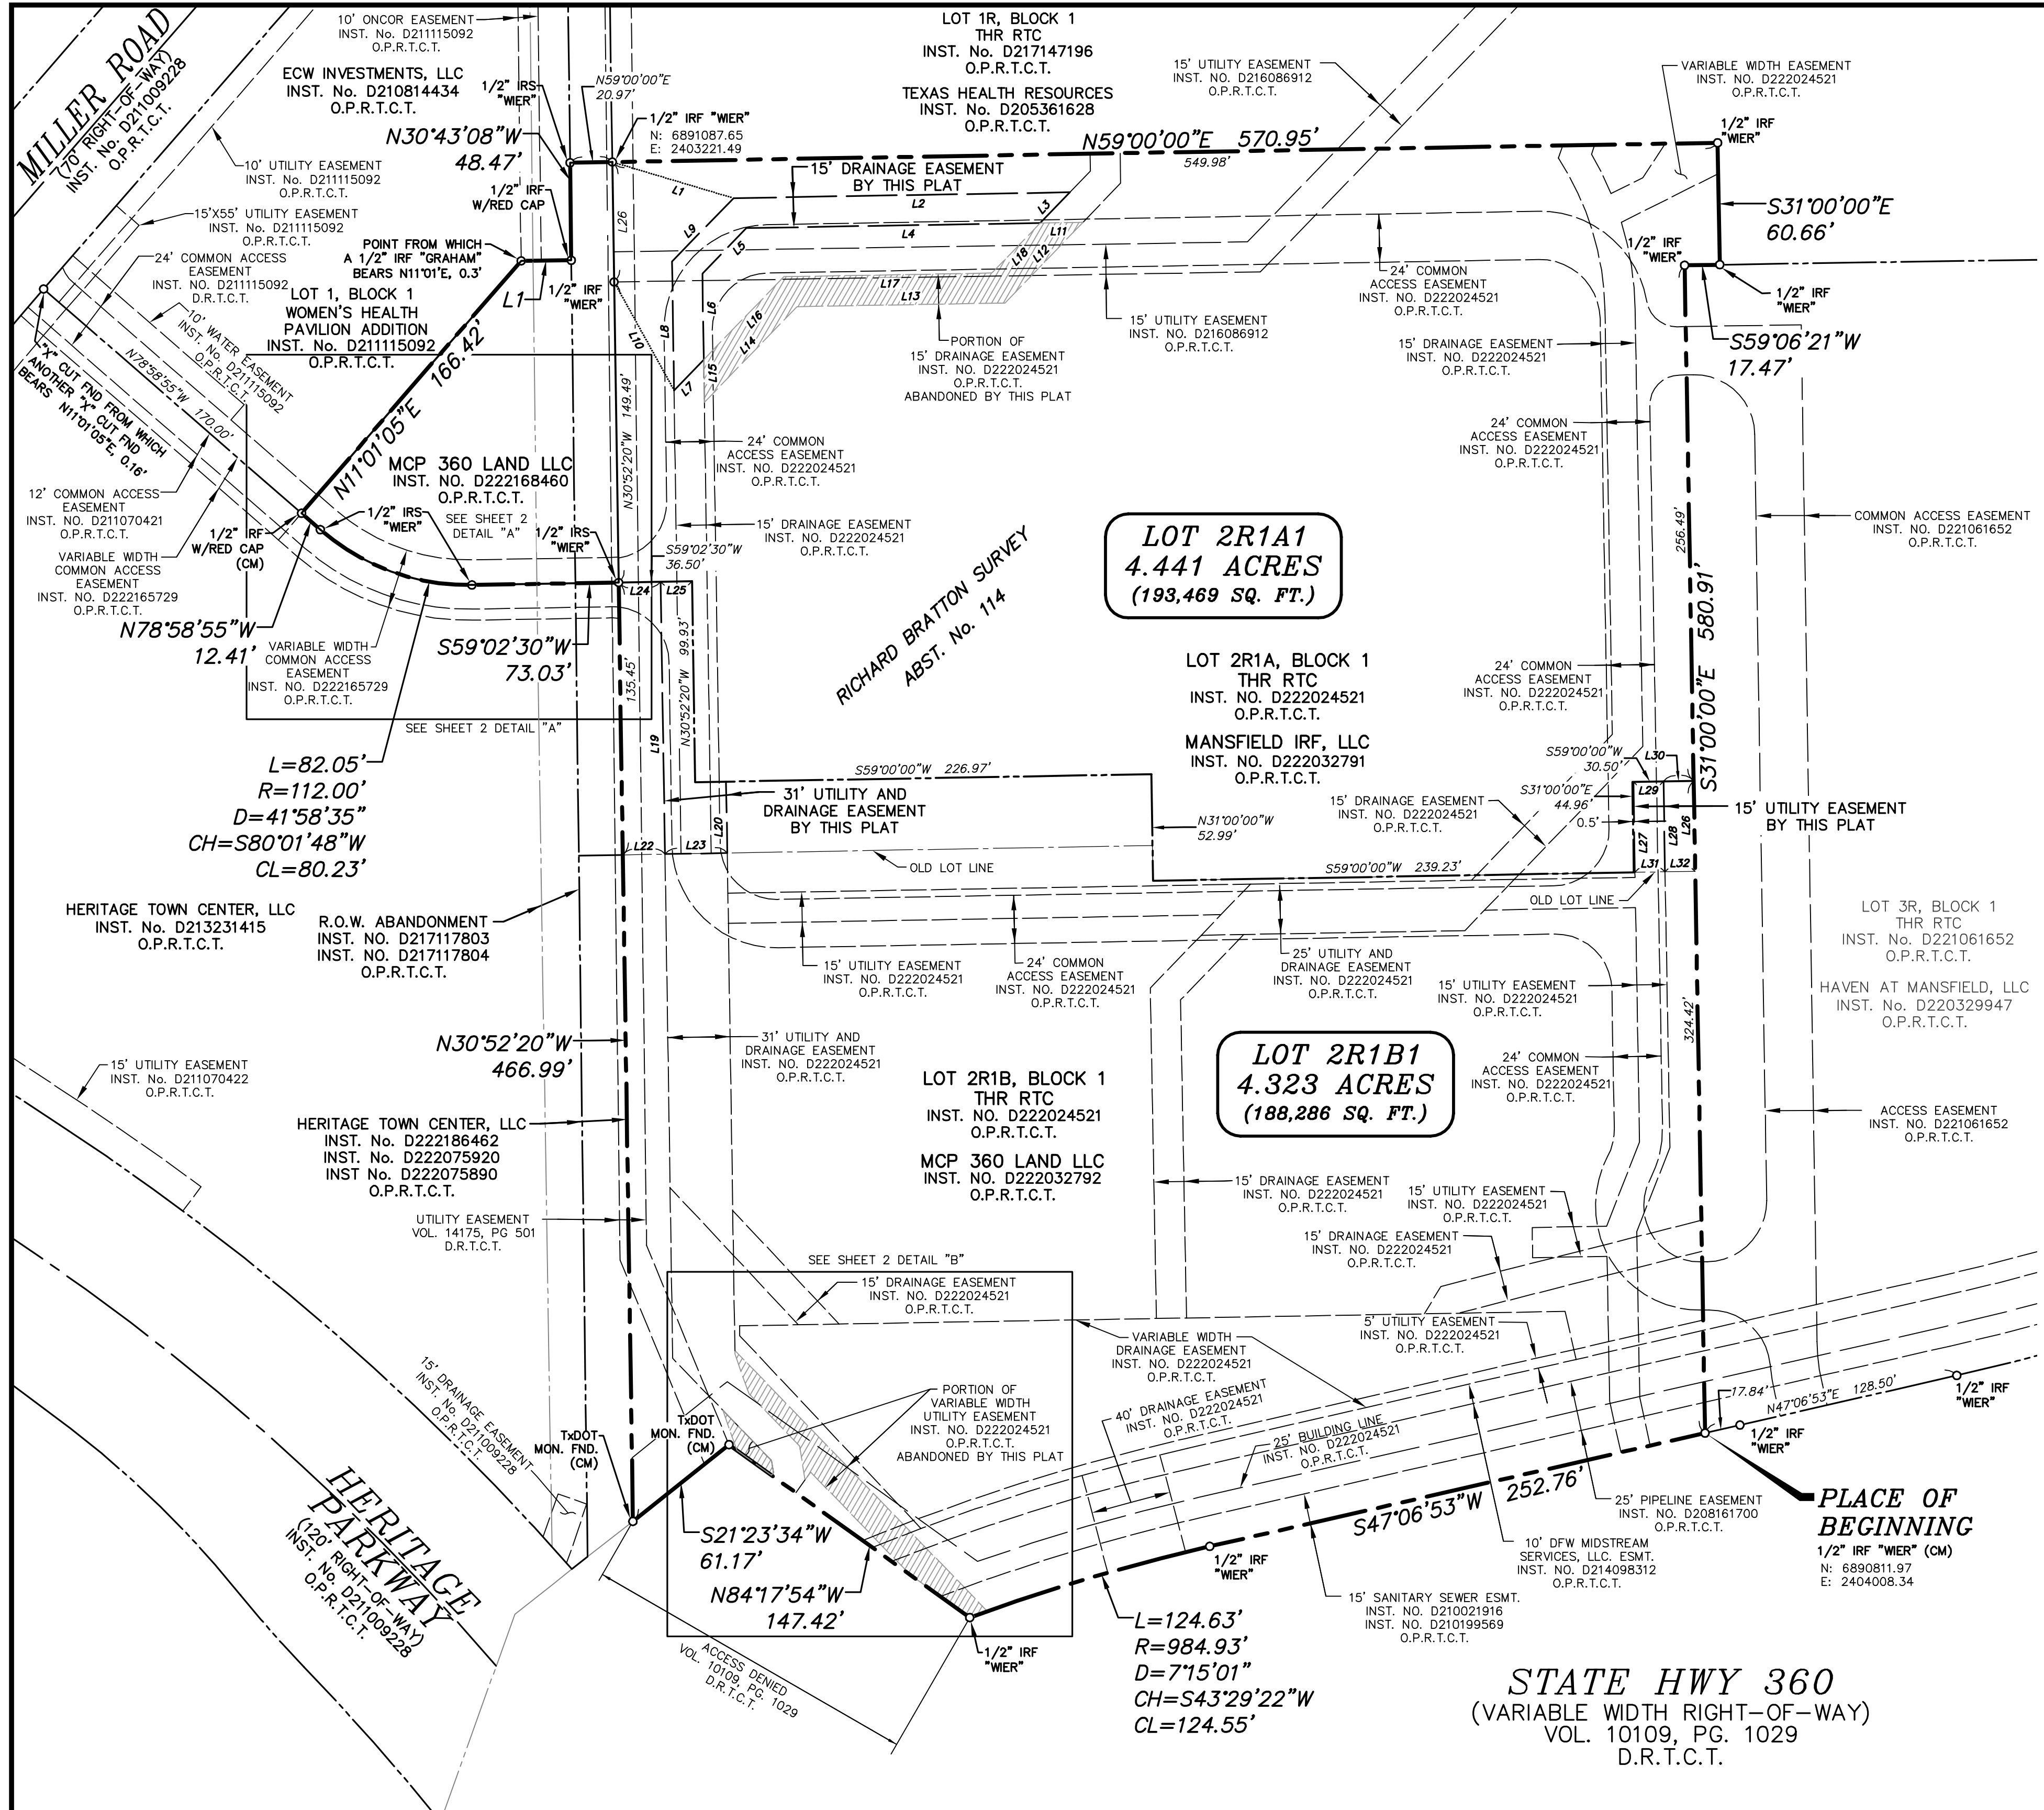 MILLER ROAD
(70' RIGHT-OF-WAY)
INST. No. D211009228
O.P.R.T.C.T.
10' ONCOR EASEMENT
INST. No. D211115092
O.P.R.T.C.T.
ECW INVESTMENTS, LLC
INST. No. D210814434
O.P.R.T.C.T.
1/2" IRS
"WIER"
N59°00'00"E
20.97'
1/2" IRF "WIER"
N: 6891087.65
E: 2403221.49
N30°43'08"W
48.47'
1/2" IRF
W/RED CAP
LOT 1R, BLOCK 1
THR RTC
INST. No. D217147196
O.P.R.T.C.T.
TEXAS HEALTH RESOURCES
INST. No. D205361628
O.P.R.T.C.T.
15' UTILITY EASEMENT
INST. NO. D216086912
O.P.R.T.C.T.
VARIABLE WIDTH EASEMENT
INST. NO. D222024521
O.P.R.T.C.T.
1/2" IRF
"WIER"
N59°00'00"E 570.95'
549.98'
15' DRAINAGE EASEMENT
BY THIS PLAT
S31°00'00"E
60.66'
1/2" IRF
"WIER"
1/2" IRF
"WIER"
S59°06'21"W
17.47'
10' UTILITY EASEMENT
INST. No. D211115092
O.P.R.T.C.T.
15'X55' UTILITY EASEMENT
INST. No. D211115092
O.P.R.T.C.T.
24' COMMON ACCESS
EASEMENT
INST. NO. D211115092
D.R.T.C.T.
POINT FROM WHICH
A 1/2" IRF "GRAHAM"
BEARS N11°01'E, 0.3'
LOT 1, BLOCK 1
WOMEN'S HEALTH
PAVILION ADDITION
INST. No. D211115092
O.P.R.T.C.T.
L1
1/2" IRF
"WIER"
10' WATER EASEMENT
INST. No. D211115092
O.P.R.T.C.T.
N78°58'55"W 170.00'
"X" CUT FND FROM WHICH
ANOTHER "X" CUT FND
BEARS N11°01'05"E, 0.16'
N11°01'05"E 166.42'
L26
L1
L2
L3
L4
L5
L6
L7
L8
L9
L10
L11
L12
L13
L14
L15
L16
L17
L18
24' COMMON
ACCESS EASEMENT
INST. NO. D222024521
O.P.R.T.C.T.
15' UTILITY EASEMENT
INST. NO. D216086912
O.P.R.T.C.T.
PORTION OF
15' DRAINAGE EASEMENT
INST. NO. D222024521
O.P.R.T.C.T.
ABANDONED BY THIS PLAT
15' DRAINAGE EASEMENT
INST. NO. D222024521
O.P.R.T.C.T.
24' COMMON
ACCESS EASEMENT
INST. NO. D222024521
O.P.R.T.C.T.
24' COMMON
ACCESS EASEMENT
INST. NO. D222024521
O.P.R.T.C.T.
MCP 360 LAND LLC
INST. NO. D222168460
O.P.R.T.C.T.
SEE SHEET 2
DETAIL "A"
1/2" IRS
"WIER"
1/2" IRS
"WIER"
N30°52'20"W 149.49'
15' DRAINAGE EASEMENT
INST. NO. D222024521
O.P.R.T.C.T.
S59°02'30"W
36.50'
12' COMMON ACCESS
EASEMENT
INST. NO. D211070421
O.P.R.T.C.T.
1/2" IRF
W/RED CAP
(CM)
VARIABLE WIDTH
COMMON ACCESS
EASEMENT
INST. NO. D222165729
O.P.R.T.C.T.
N78°58'55"W
12.41'
VARIABLE WIDTH
COMMON ACCESS
EASEMENT
INST. NO. D222165729
O.P.R.T.C.T.
S59°02'30"W
73.03'
L24
L25
SEE SHEET 2 DETAIL "A"
135.45'
L19
N30°52'20"W 99.93'
RICHARD BRATTON SURVEY
ABST. No. 114
LOT 2R1A1
4.441 ACRES
(193,469 SQ. FT.)
LOT 2R1A, BLOCK 1
THR RTC
INST. NO. D222024521
O.P.R.T.C.T.
MANSFIELD IRF, LLC
INST. NO. D222032791
O.P.R.T.C.T.
256.49'
S31°00'00"E 580.91'
COMMON ACCESS EASEMENT
INST. NO. D221061652
O.P.R.T.C.T.
24' COMMON
ACCESS EASEMENT
INST. NO. D222024521
O.P.R.T.C.T.
L=82.05'
R=112.00'
D=41°58'35"
CH=S80°01'48"W
CL=80.23'
S59°00'00"W 226.97'
31' UTILITY AND
DRAINAGE EASEMENT
BY THIS PLAT
L20
L22
L23
N31°00'00"W
52.99'
OLD LOT LINE
S59°00'00"W 239.23'
15' DRAINAGE EASEMENT
INST. NO. D222024521
O.P.R.T.C.T.
S59°00'00"W
30.50'
L30
S31°00'00"E
44.96'
0.5'
L29
L27
L28
L26
L31
L32
15' UTILITY EASEMENT
BY THIS PLAT
OLD LOT LINE
HERITAGE TOWN CENTER, LLC
INST. No. D213231415
O.P.R.T.C.T.
R.O.W. ABANDONMENT
INST. NO. D217117803
INST. NO. D217117804
O.P.R.T.C.T.
15' UTILITY EASEMENT
INST. NO. D222024521
O.P.R.T.C.T.
24' COMMON
ACCESS EASEMENT
INST. NO. D222024521
O.P.R.T.C.T.
25' UTILITY AND
DRAINAGE EASEMENT
INST. NO. D222024521
O.P.R.T.C.T.
15' UTILITY EASEMENT
INST. NO. D222024521
O.P.R.T.C.T.
LOT 3R, BLOCK 1
THR RTC
INST. No. D221061652
O.P.R.T.C.T.
HAVEN AT MANSFIELD, LLC
INST. No. D220329947
O.P.R.T.C.T.
324.42'
N30°52'20"W
466.99'
15' UTILITY EASEMENT
INST. No. D211070422
O.P.R.T.C.T.
31' UTILITY AND
DRAINAGE EASEMENT
INST. NO. D222024521
O.P.R.T.C.T.
LOT 2R1B, BLOCK 1
THR RTC
INST. NO. D222024521
O.P.R.T.C.T.
MCP 360 LAND LLC
INST. NO. D222032792
O.P.R.T.C.T.
LOT 2R1B1
4.323 ACRES
(188,286 SQ. FT.)
24' COMMON
ACCESS EASEMENT
INST. NO. D222024521
O.P.R.T.C.T.
ACCESS EASEMENT
INST. NO. D221061652
O.P.R.T.C.T.
HERITAGE TOWN CENTER, LLC
INST. No. D222186462
INST. No. D222075920
INST No. D222075890
O.P.R.T.C.T.
UTILITY EASEMENT
VOL. 14175, PG 501
D.R.T.C.T.
15' DRAINAGE EASEMENT
INST. NO. D222024521
O.P.R.T.C.T.
15' UTILITY EASEMENT
INST. NO. D222024521
O.P.R.T.C.T.
15' DRAINAGE EASEMENT
INST. NO. D222024521
O.P.R.T.C.T.
SEE SHEET 2 DETAIL "B"
15' DRAINAGE EASEMENT
INST. NO. D222024521
O.P.R.T.C.T.
VARIABLE WIDTH
DRAINAGE EASEMENT
INST. NO. D222024521
O.P.R.T.C.T.
5' UTILITY EASEMENT
INST. NO. D222024521
O.P.R.T.C.T.
15' DRAINAGE EASEMENT
INST. No. D211009228
O.P.R.T.C.T.
TxDOT
MON. FND.
(CM)
TxDOT
MON. FND.
(CM)
PORTION OF
VARIABLE WIDTH
UTILITY EASEMENT
INST. NO. D222024521
O.P.R.T.C.T.
ABANDONED BY THIS PLAT
40' DRAINAGE EASEMENT
INST. NO. D222024521
O.P.R.T.C.T.
25' BUILDING LINE
INST. NO. D222024521
O.P.R.T.C.T.
17.84'
N47°06'53"E 128.50'
1/2" IRF
"WIER"
1/2" IRF
"WIER"
S47°06'53"W 252.76'
PLACE OF
BEGINNING
1/2" IRF "WIER" (CM)
N: 6890811.97
E: 2404008.34
25' PIPELINE EASEMENT
INST. NO. D208161700
O.P.R.T.C.T.
10' DFW MIDSTREAM
SERVICES, LLC. ESMT.
INST. NO. D214098312
O.P.R.T.C.T.
15' SANITARY SEWER ESMT.
INST. NO. D210021916
INST. NO. D210199569
O.P.R.T.C.T.
1/2" IRF
"WIER"
HERITAGE
PARKWAY
(120' RIGHT-OF-WAY)
INST. No. D211009228
O.P.R.T.C.T.
S21°23'34"W
61.17'
N84°17'54"W
147.42'
ACCESS DENIED
VOL. 10109, PG. 1029
D.R.T.C.T.
1/2" IRF
"WIER"
L=124.63'
R=984.93'
D=7°15'01"
CH=S43°29'22"W
CL=124.55'
STATE HWY 360
(VARIABLE WIDTH RIGHT-OF-WAY)
VOL. 10109, PG. 1029
D.R.T.C.T.